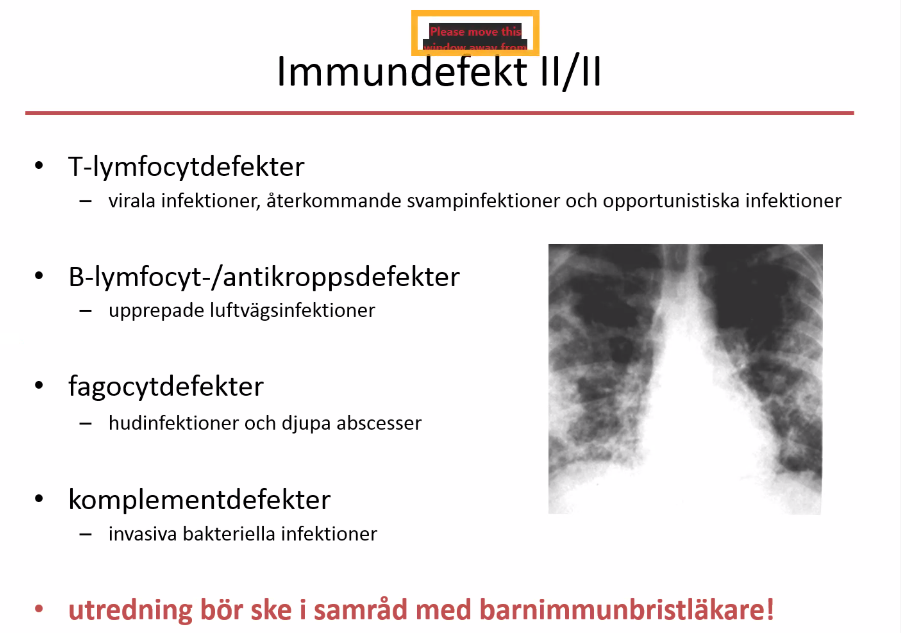 Please move this
window away from
Immundefekt II/II
• T-lymfocytdefekter
– virala infektioner, återkommande svampinfektioner och opportunistiska infektioner
• B-lymfocyt-/antikroppsdefekter
– upprepade luftvägsinfektioner
• fagocytdefekter
– hudinfektioner och djupa abscesser
• komplementdefekter
– invasiva bakteriella infektioner
• utredning bör ske i samråd med barnimmunbristläkare!